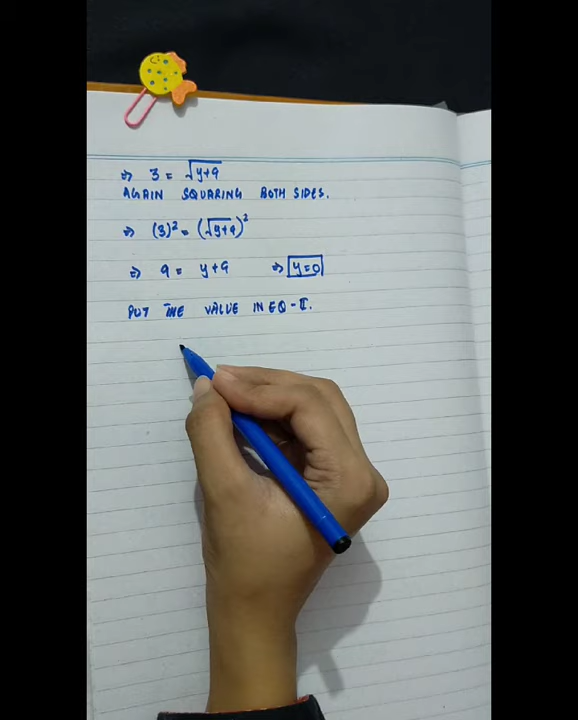 ⇒ 3 = √y+9
AGAIN SQUARING BOTH SIDES.
⇒ (3)² = (√y+9)²
⇒ 9 = y+9 ⇒ y=0
PUT THE VALUE IN EQ-II.